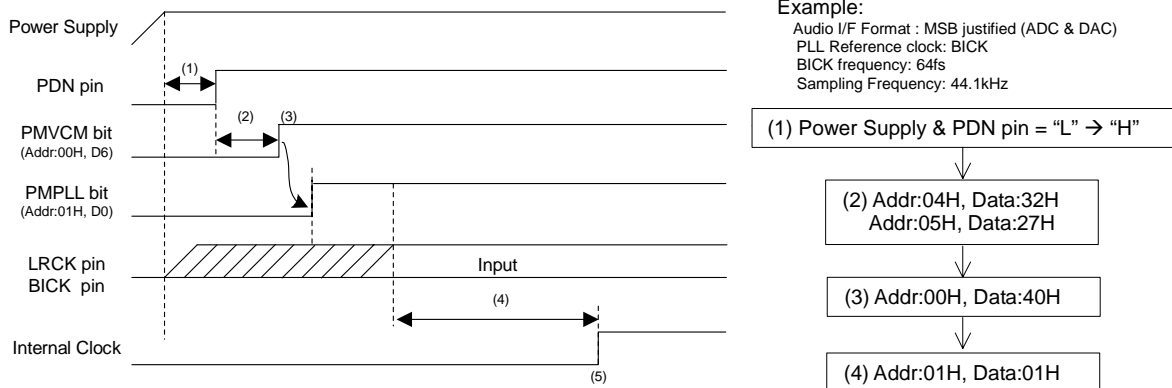 Power Supply
(1)
PDN pin
(2)
(3)
PMVCM bit
(Addr:00H, D6)
PMPLL bit
(Addr:01H, D0)
LRCK pin
BICK pin
Input
(4)
Internal Clock
(5)
Example:
Audio I/F Format : MSB justified (ADC & DAC)
PLL Reference clock: BICK
BICK frequency: 64fs
Sampling Frequency: 44.1kHz
(1) Power Supply & PDN pin = “L” → “H”
(2) Addr:04H, Data:32H
Addr:05H, Data:27H
(3) Addr:00H, Data:40H
(4) Addr:01H, Data:01H